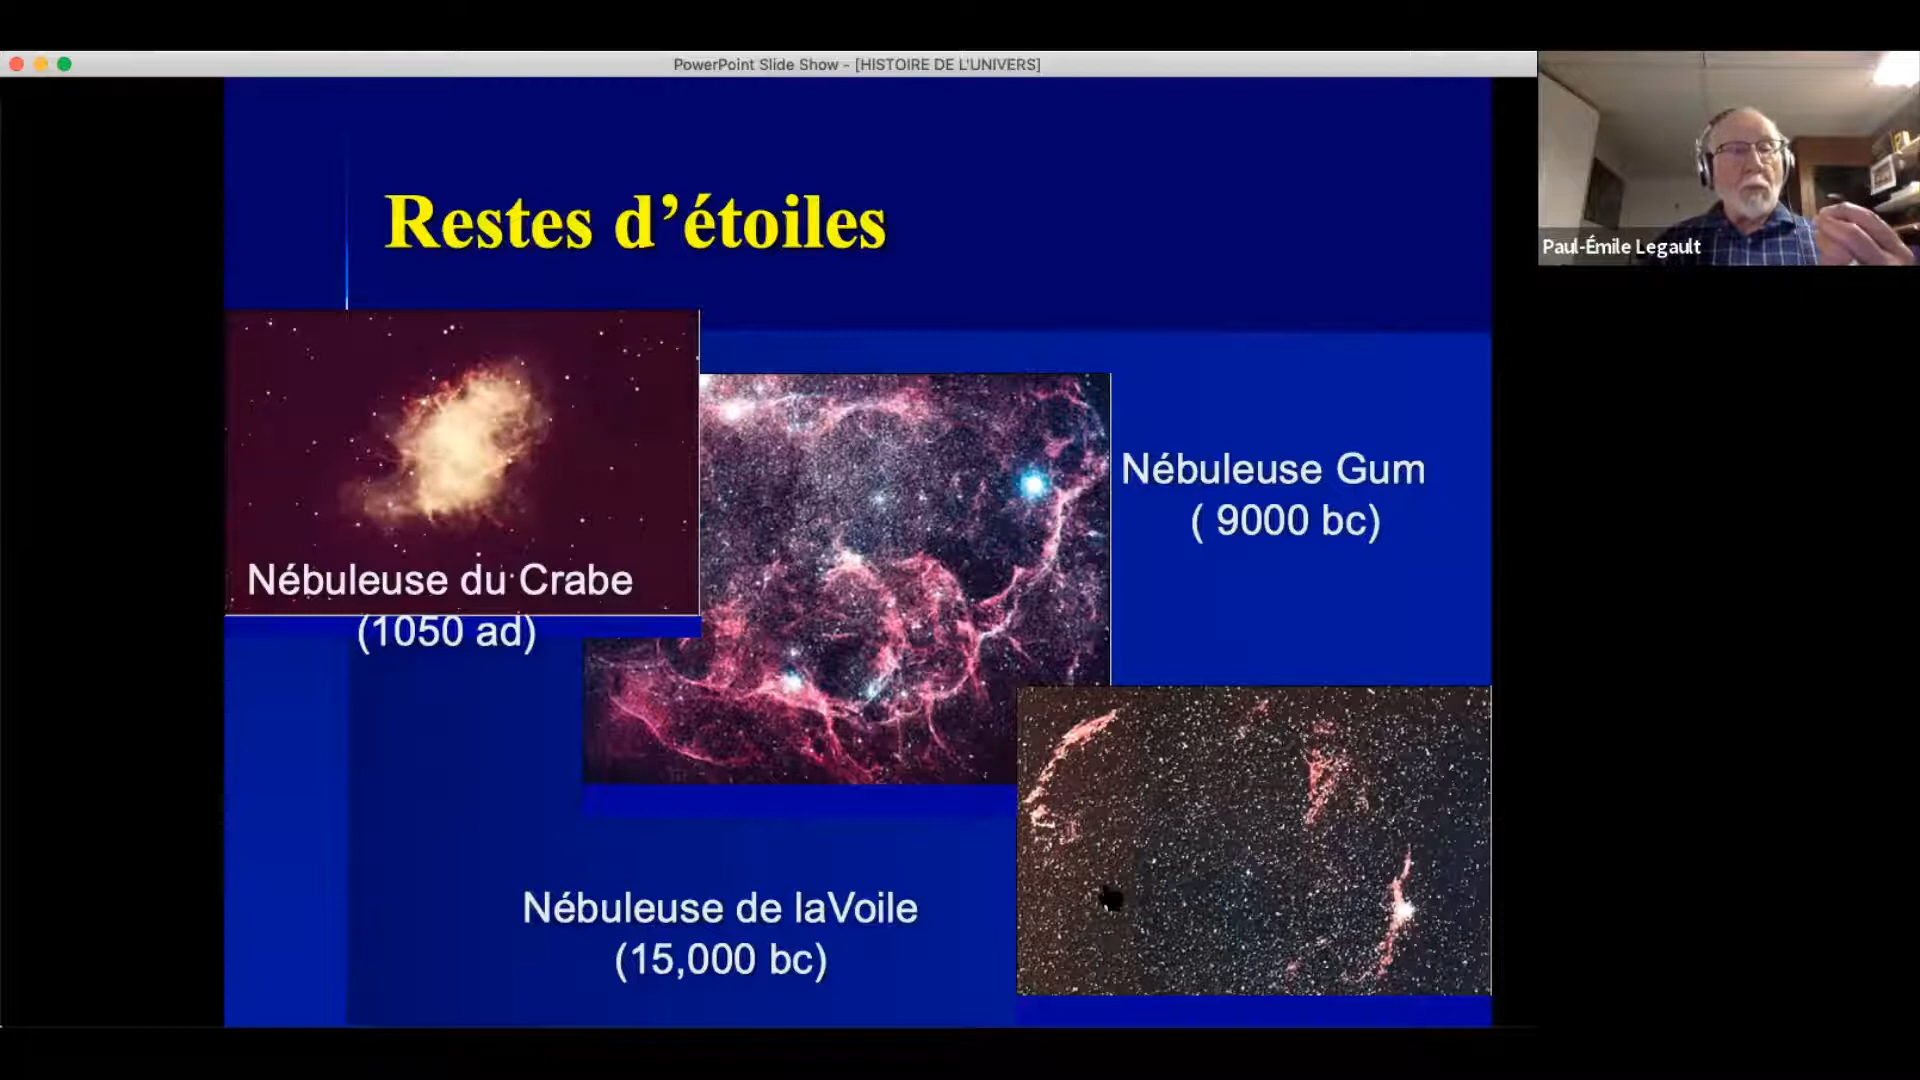 PowerPoint Slide Show - [HISTOIRE DE L'UNIVERS]
Restes d’étoiles
Nébuleuse du Crabe
(1050 ad)
Nébuleuse Gum
( 9000 bc)
Nébuleuse de laVoile
(15,000 bc)
Paul-Émile Legault